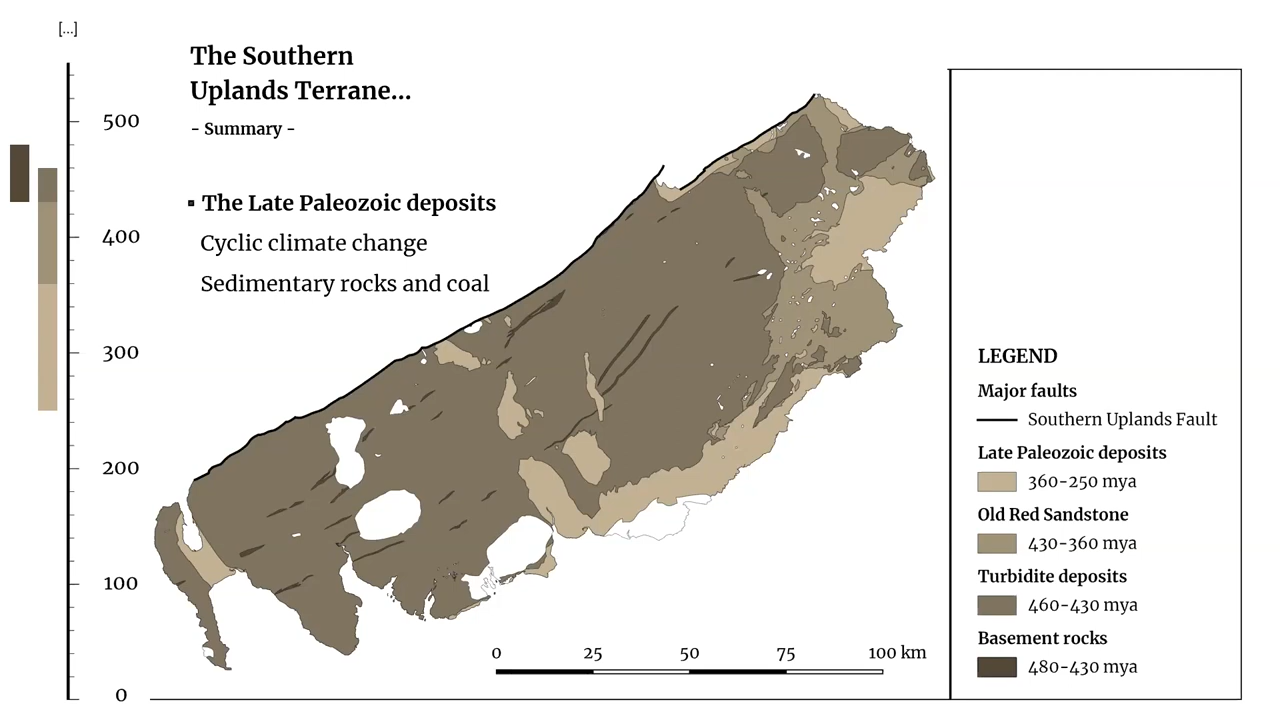 [...]
The Southern
Uplands Terrane...
- Summary -
▪ The Late Paleozoic deposits
Cyclic climate change
Sedimentary rocks and coal
500
400
300
200
100
0
0 25 50 75 100 km
LEGEND
Major faults
Southern Uplands Fault
Late Paleozoic deposits
360-250 mya
Old Red Sandstone
430-360 mya
Turbidite deposits
460-430 mya
Basement rocks
480-430 mya